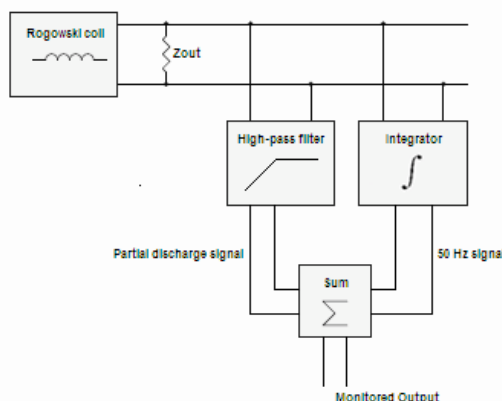 Rogowski coil
Zout
High-pass filter
Integrator
∫
Partial discharge signal
50 Hz signal
Sum
Σ
Monitored Output